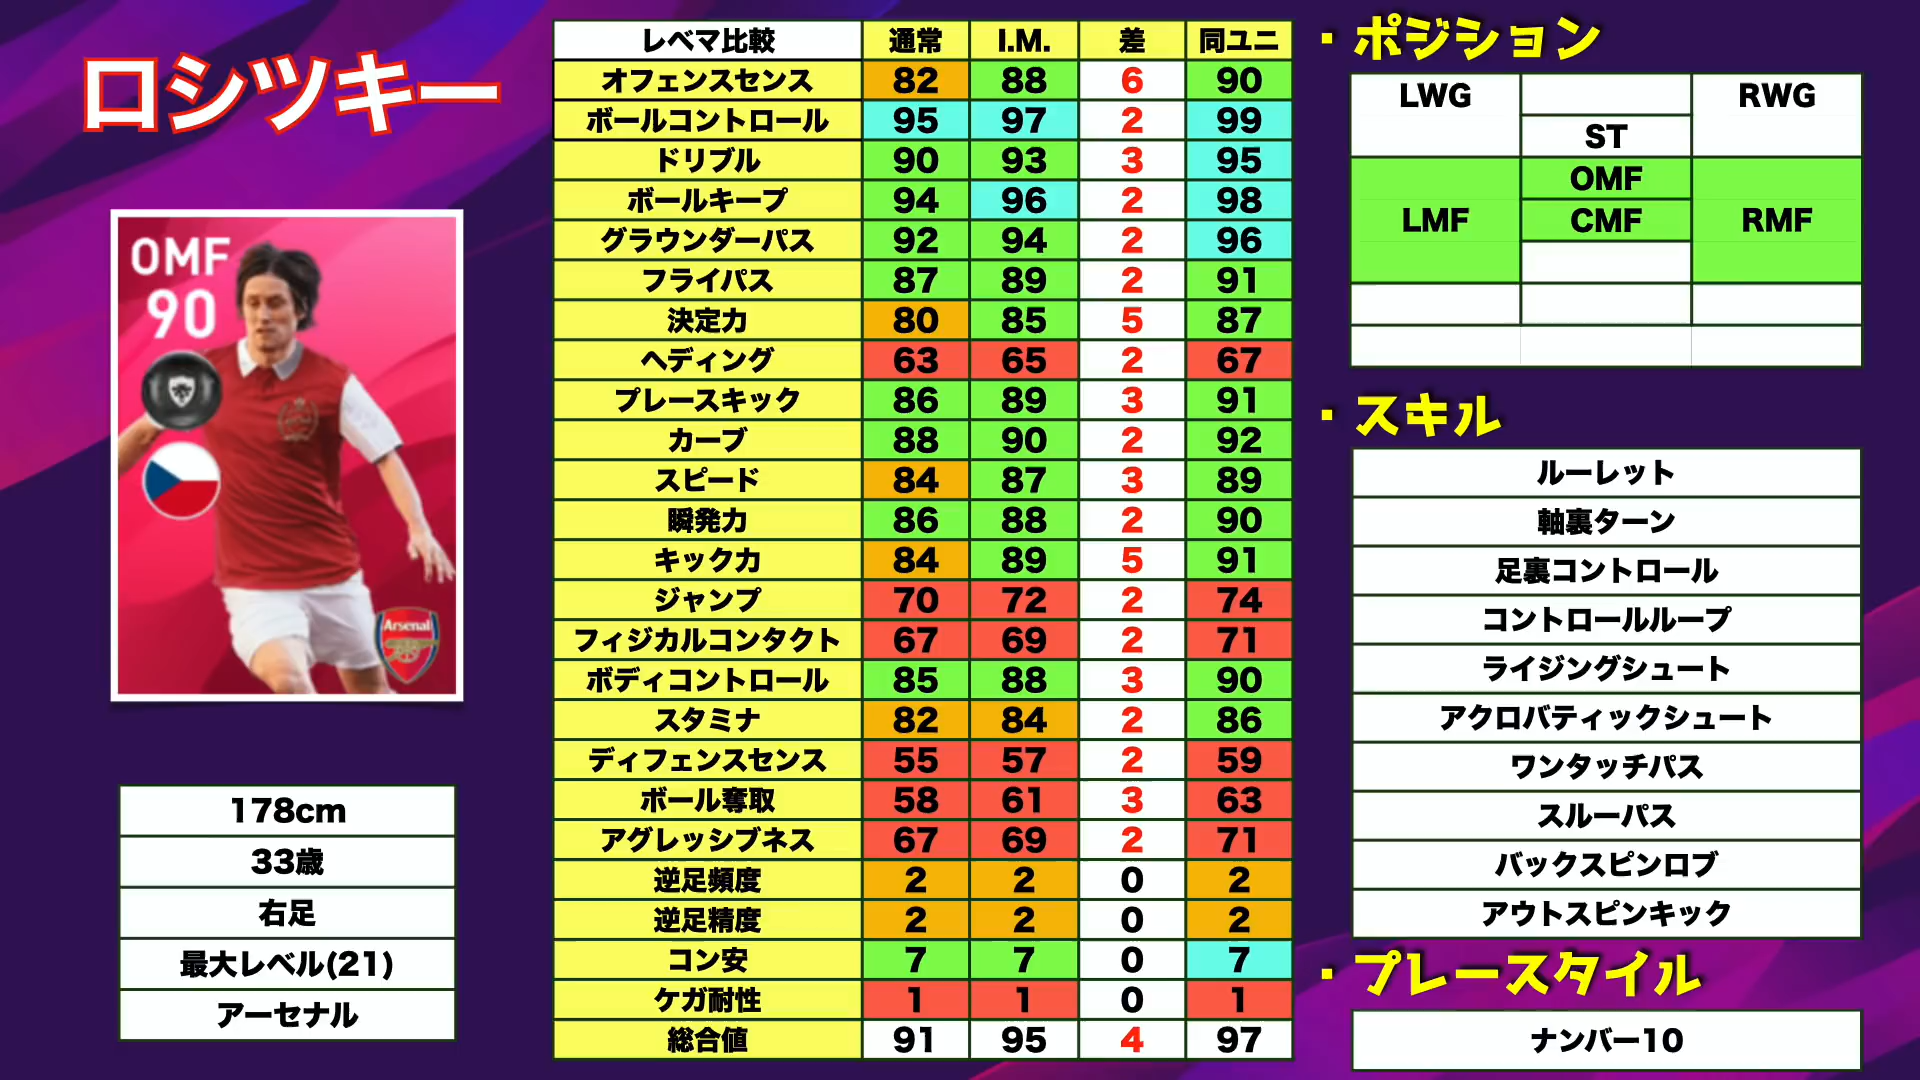 ロシツキー
OMF
90
Arsenal
178cm
33歳
右足
最大レベル(21)
アーセナル
レベマ比較 通常 I.M. 差 同ユニ
オフェンスセンス 82 88 6 90
ボールコントロール 95 97 2 99
ドリブル 90 93 3 95
ボールキープ 94 96 2 98
グラウンダーパス 92 94 2 96
フライパス 87 89 2 91
決定力 80 85 5 87
ヘディング 63 65 2 67
プレースキック 86 89 3 91
カーブ 88 90 2 92
スピード 84 87 3 89
瞬発力 86 88 2 90
キック力 84 89 5 91
ジャンプ 70 72 2 74
フィジカルコンタクト 67 69 2 71
ボディコントロール 85 88 3 90
スタミナ 82 84 2 86
ディフェンスセンス 55 57 2 59
ボール奪取 58 61 3 63
アグレッシブネス 67 69 2 71
逆足頻度 2 2 0 2
逆足精度 2 2 0 2
コン安 7 7 0 7
ケガ耐性 1 1 0 1
総合値 91 95 4 97
・ポジション
LWG RWG
ST
OMF
LMF CMF RMF
・スキル
ルーレット
軸裏ターン
足裏コントロール
コントロールループ
ライジングシュート
アクロバティックシュート
ワンタッチパス
スルーパス
バックスピンロブ
アウトスピンキック
・プレースタイル
ナンバー10